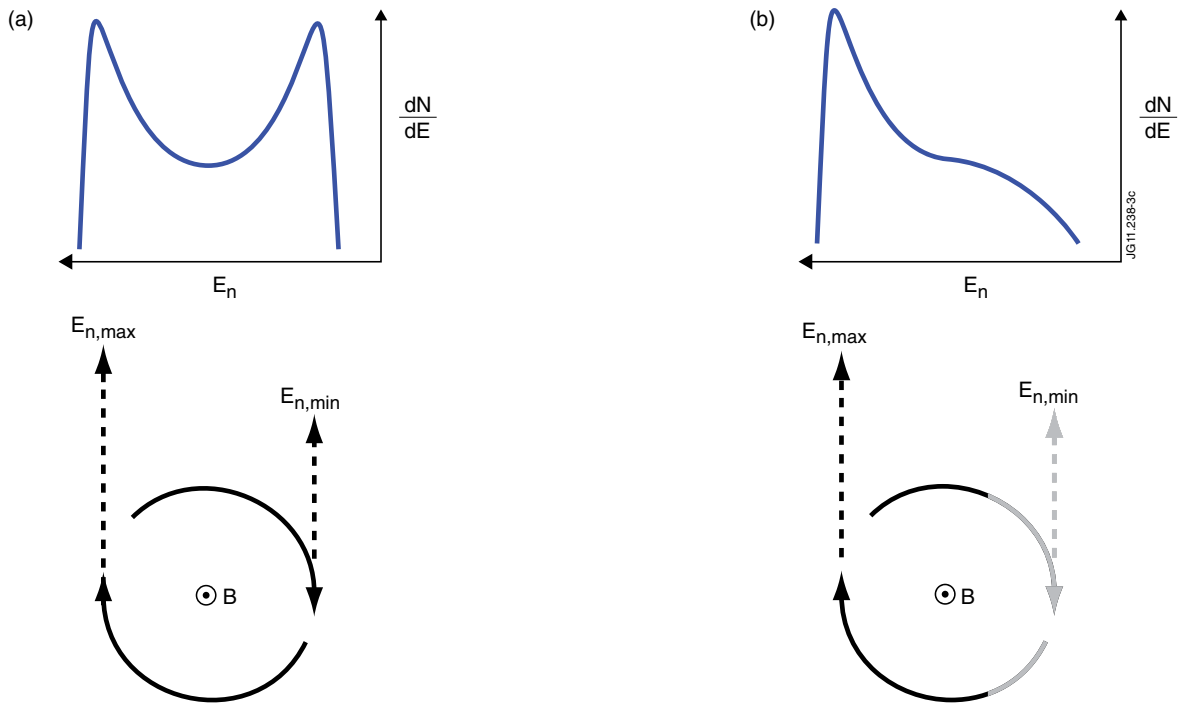 (a)
dN
dE
En
En,max
En,min
B
(b)
dN
dE
JG11.238-3c
En
En,max
En,min
B